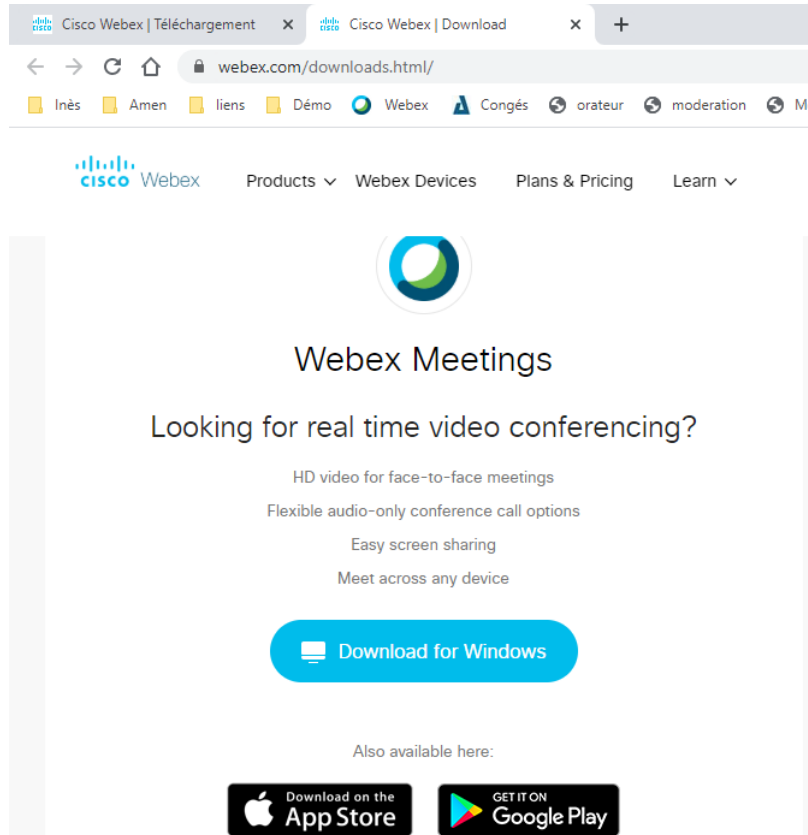 Cisco Webex | Téléchargement Cisco Webex | Download
webex.com/downloads.html/
Inès Amen liens Démo Webex Congés orateur moderation M
CISCO Webex Products Webex Devices Plans & Pricing Learn
Webex Meetings
Looking for real time video conferencing?
HD video for face-to-face meetings
Flexible audio-only conference call options
Easy screen sharing
Meet across any device
Download for Windows
Also available here:
Download on the
App Store
GET IT ON
Google Play